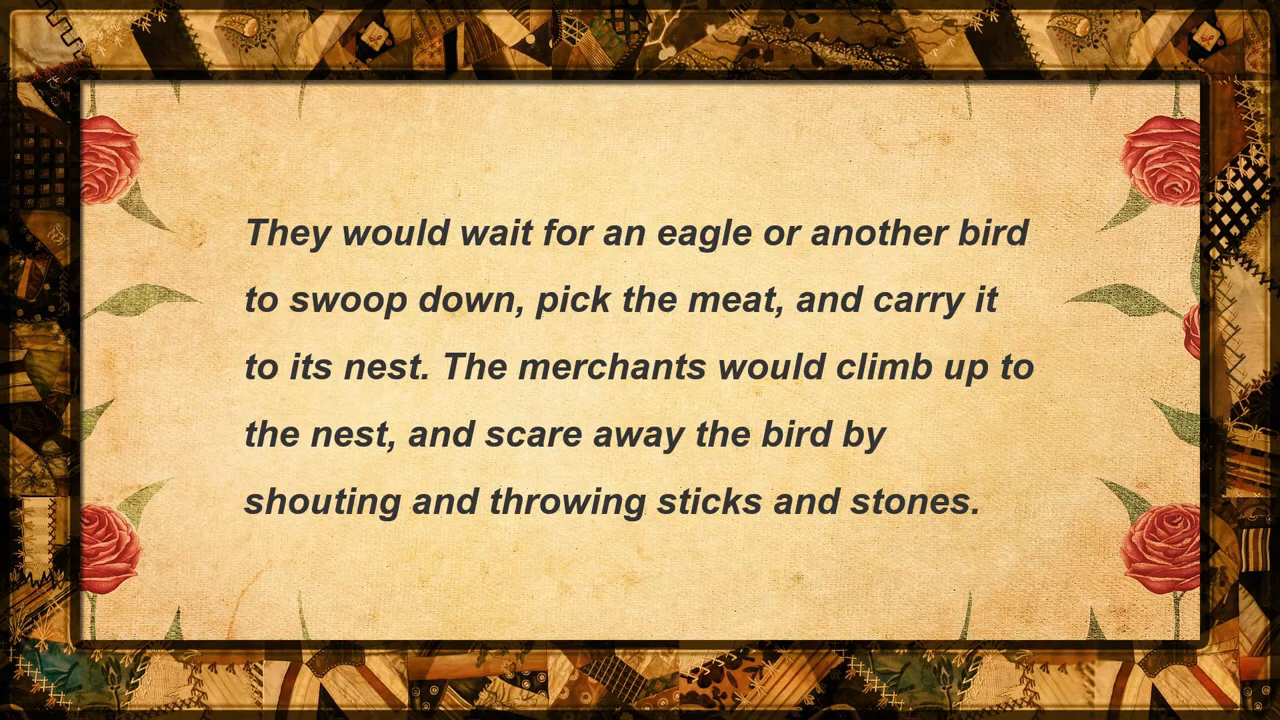 They would wait for an eagle or another bird
to swoop down, pick the meat, and carry it
to its nest. The merchants would climb up to
the nest, and scare away the bird by
shouting and throwing sticks and stones.